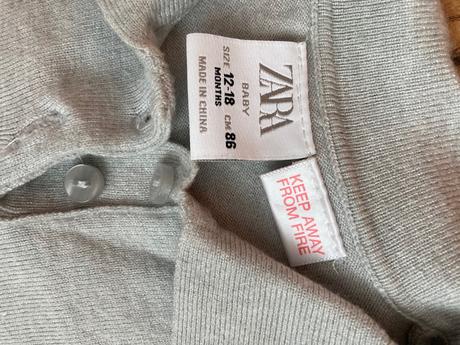 ZARA
BABY
SIZE 12-18 CM 86
MONTHS
MADE IN CHINA
KEEP AWAY
FROM FIRE